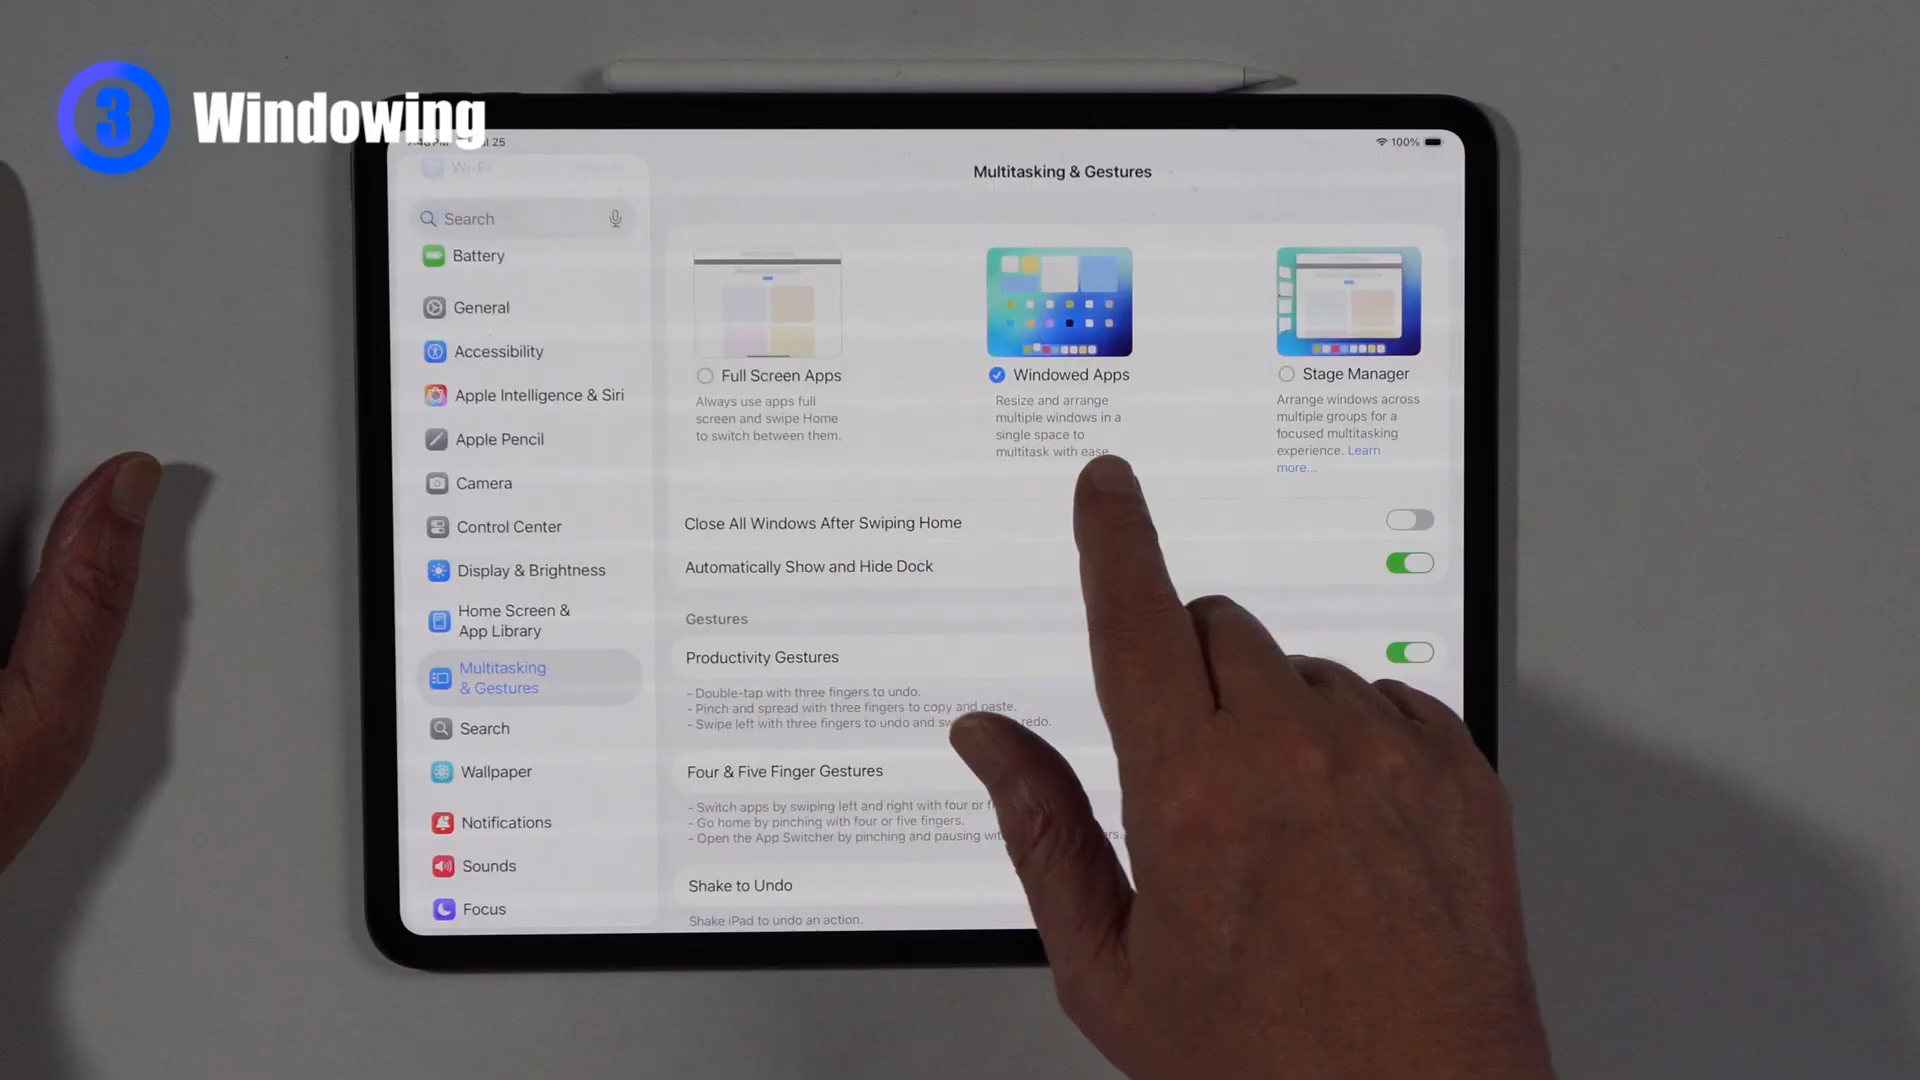 3
Windowing
25
100%
Wi-Fi
Multitasking & Gestures
Search
Battery
General
Accessibility
Apple Intelligence & Siri
Apple Pencil
Camera
Control Center
Display & Brightness
Home Screen &
App Library
Multitasking
& Gestures
Search
Wallpaper
Notifications
Sounds
Focus
Full Screen Apps
Always use apps full
screen and swipe Home
to switch between them.
Windowed Apps
Resize and arrange
multiple windows in a
single space to
multitask with ease.
Stage Manager
Arrange windows across
multiple groups for a
focused multitasking
experience. Learn
more...
Close All Windows After Swiping Home
Automatically Show and Hide Dock
Gestures
Productivity Gestures
- Double-tap with three fingers to undo.
- Pinch and spread with three fingers to copy and paste.
- Swipe left with three fingers to undo and redo.
Four & Five Finger Gestures
- Switch apps by swiping left and right with four or
- Go home by pinching with four or five fingers.
- Open the App Switcher by pinching and pausing
Shake to Undo
Shake iPad to undo an action.